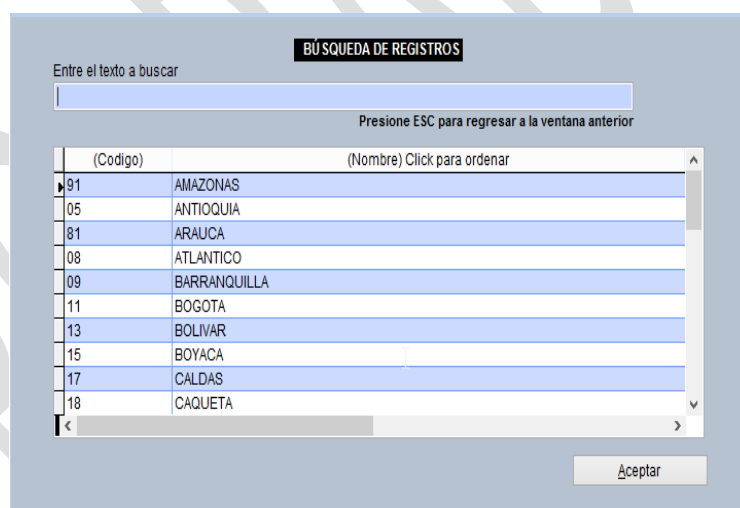 BÚSQUEDA DE REGISTROS
Entre el texto a buscar
Presione ESC para regresar a la ventana anterior
(Codigo) (Nombre) Click para ordenar
91 AMAZONAS
05 ANTIOQUIA
81 ARAUCA
08 ATLANTICO
09 BARRANQUILLA
11 BOGOTA
13 BOLIVAR
15 BOYACA
17 CALDAS
18 CAQUETA
Aceptar